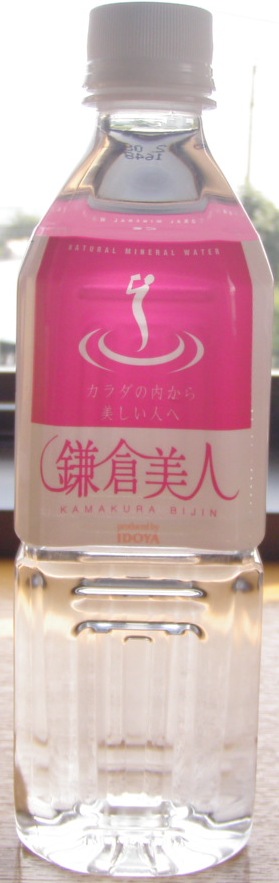 NATURAL MINERAL WATER
カラダの内から
美しい人へ
鎌倉美人
KAMAKURA BIJIN
produced by
IDOYA